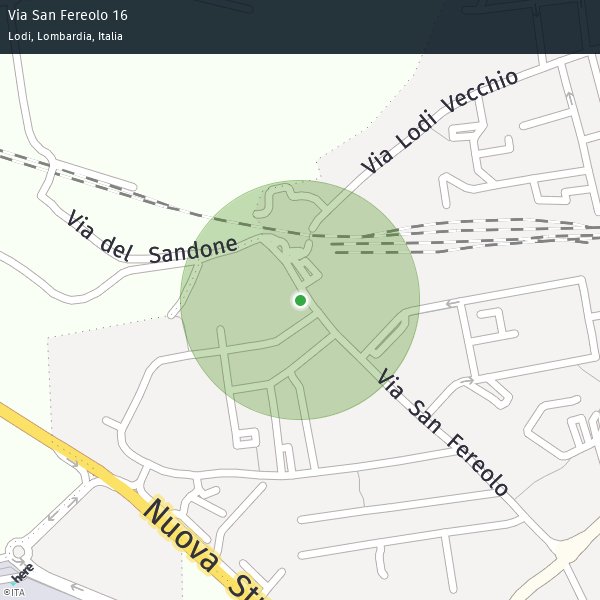 Via San Fereolo 16
Lodi, Lombardia, Italia
Via Lodi Vecchio
Via del Sandone
Via San Fereolo
Nuova
here
©ITA